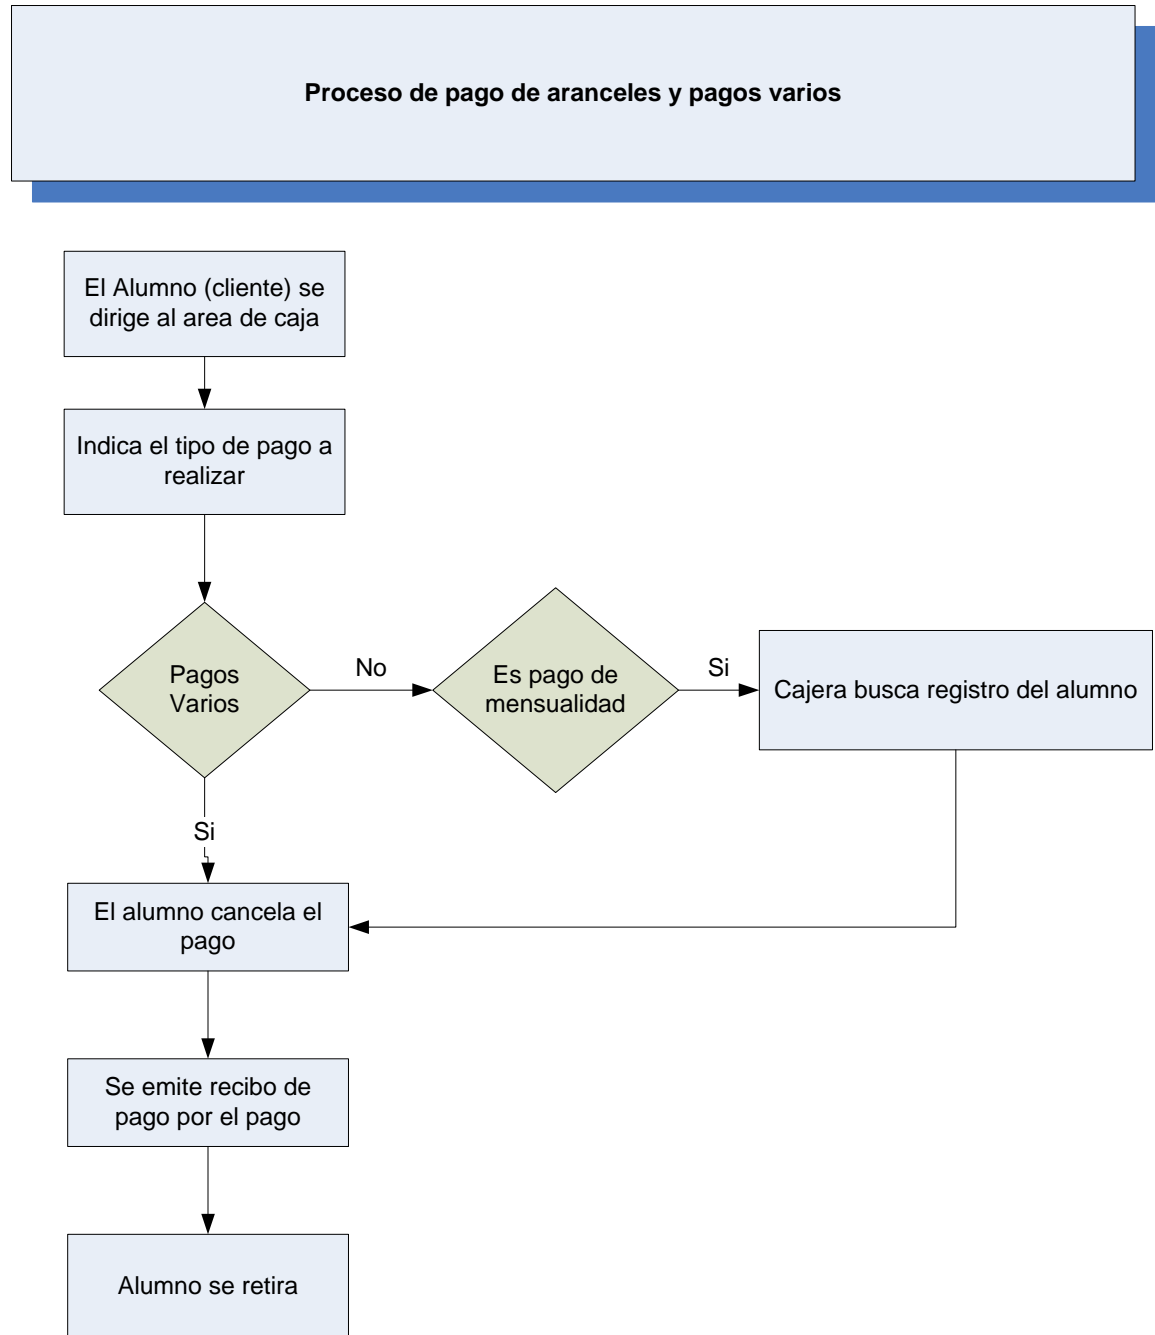 Proceso de pago de aranceles y pagos varios
El Alumno (cliente) se
dirige al area de caja
Indica el tipo de pago a
realizar
Pagos
Varios
No
Es pago de
mensualidad
Si
Cajera busca registro del alumno
Si
El alumno cancela el
pago
Se emite recibo de
pago por el pago
Alumno se retira